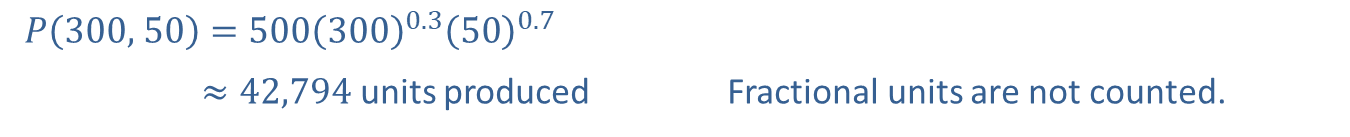 P(300, 50) = 500(300)^0.3(50)^0.7
≈ 42,794 units produced Fractional units are not counted.